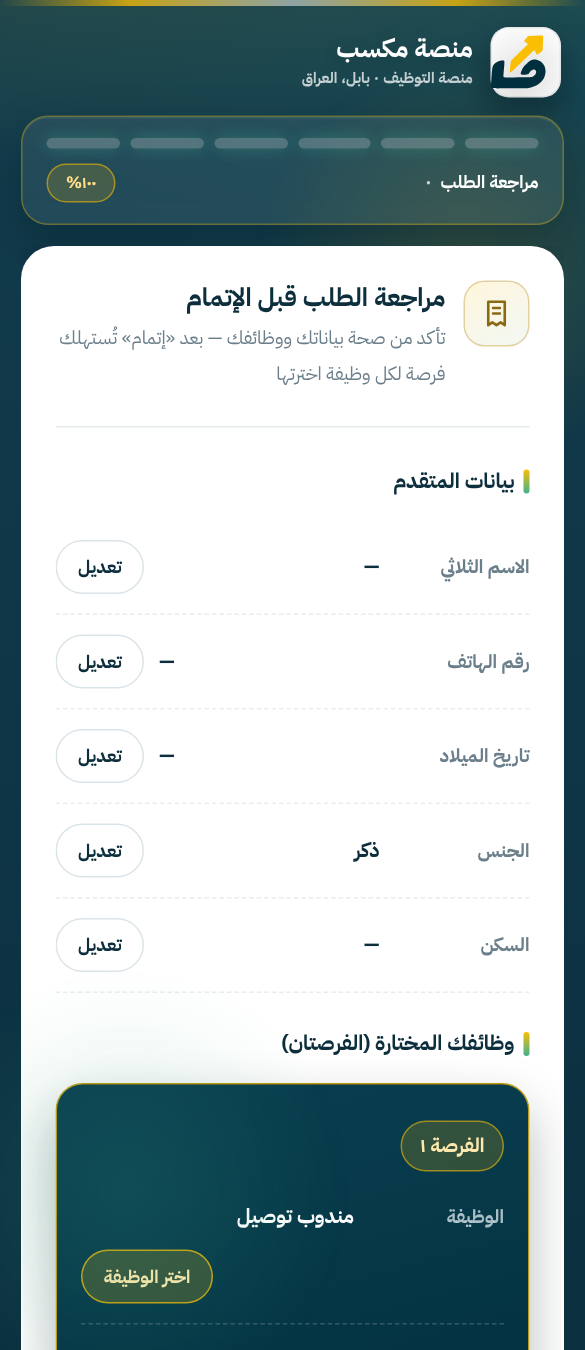 منصة مكسب
منصة التوظيف · بابل، العراق
مراجعة الطلب ·
١٠٠%
مراجعة الطلب قبل الإتمام
تأكد من صحة بياناتك ووظائفك — بعد «إتمام» تُستهلك
فرصة لكل وظيفة اخترتها
بيانات المتقدم
الاسم الثلاثي — تعديل
رقم الهاتف — تعديل
تاريخ الميلاد — تعديل
الجنس ذكر تعديل
السكن — تعديل
وظائفك المختارة (الفرصتان)
الفرصة ١
الوظيفة مندوب توصيل
اختر الوظيفة